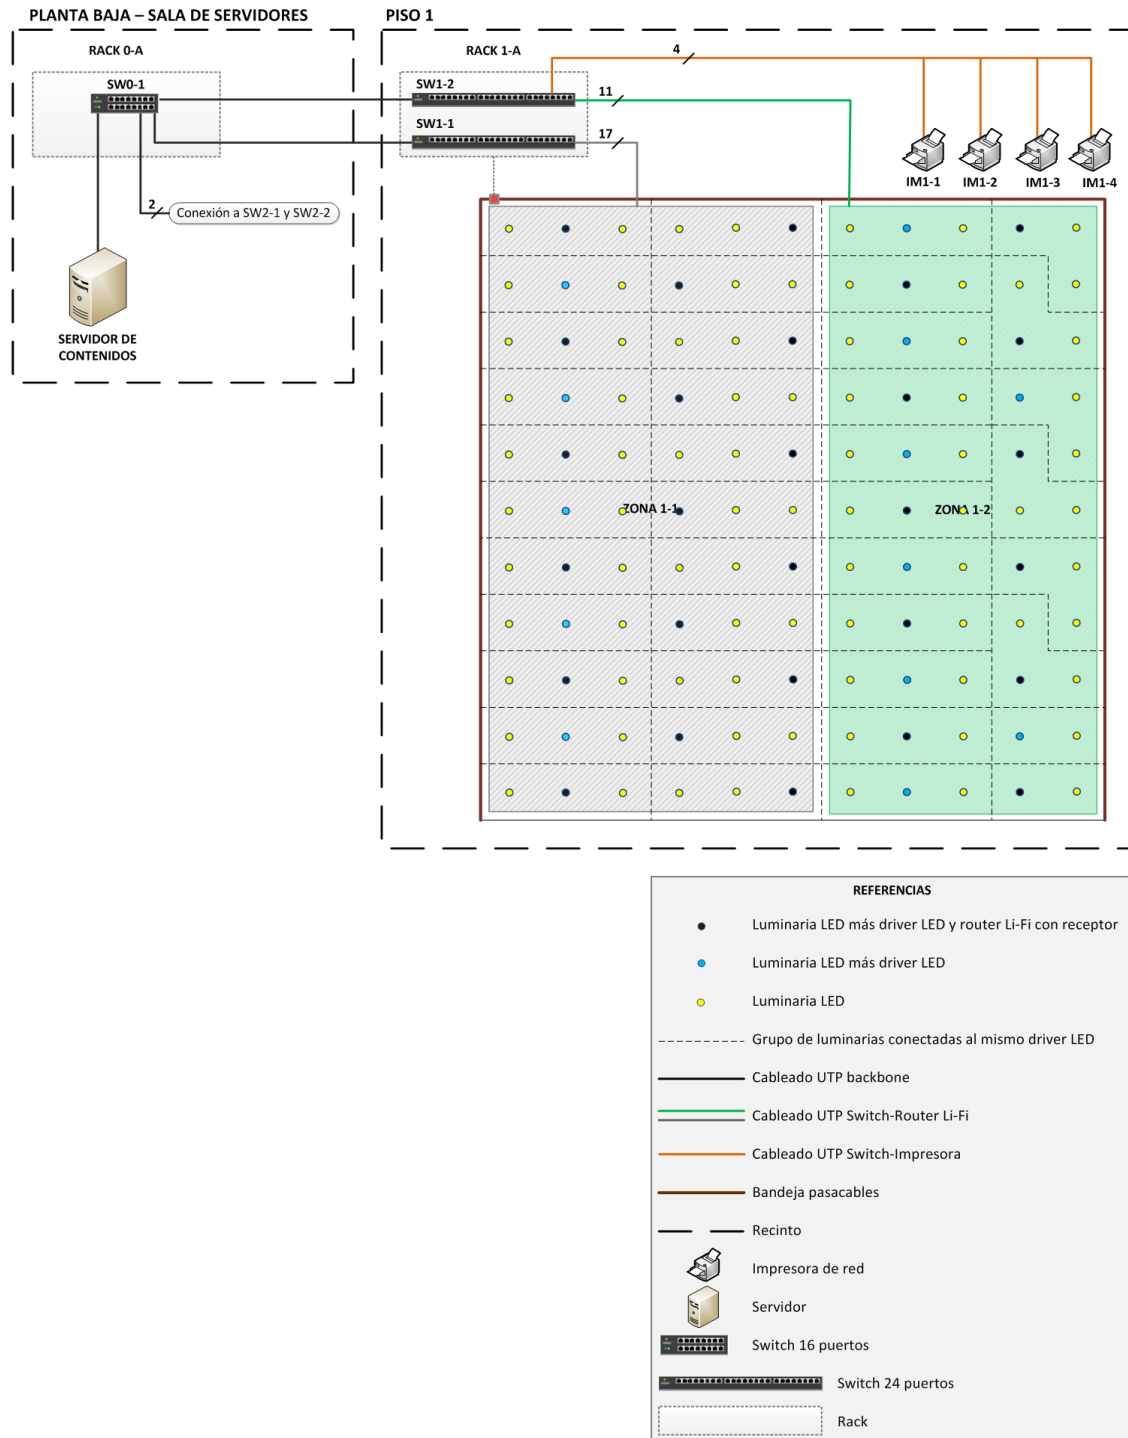 PLANTA BAJA – SALA DE SERVIDORES
PISO 1
RACK 0-A
SW0-1
RACK 1-A
SW1-2
SW1-1
4
11
17
2
Conexión a SW2-1 y SW2-2
SERVIDOR DE
CONTENIDOS
IM1-1
IM1-2
IM1-3
IM1-4
ZONA 1-1
ZONA 1-2
REFERENCIAS
Luminaria LED más driver LED y router Li-Fi con receptor
Luminaria LED más driver LED
Luminaria LED
Grupo de luminarias conectadas al mismo driver LED
Cableado UTP backbone
Cableado UTP Switch-Router Li-Fi
Cableado UTP Switch-Impresora
Bandeja pasacables
Recinto
Impresora de red
Servidor
Switch 16 puertos
Switch 24 puertos
Rack